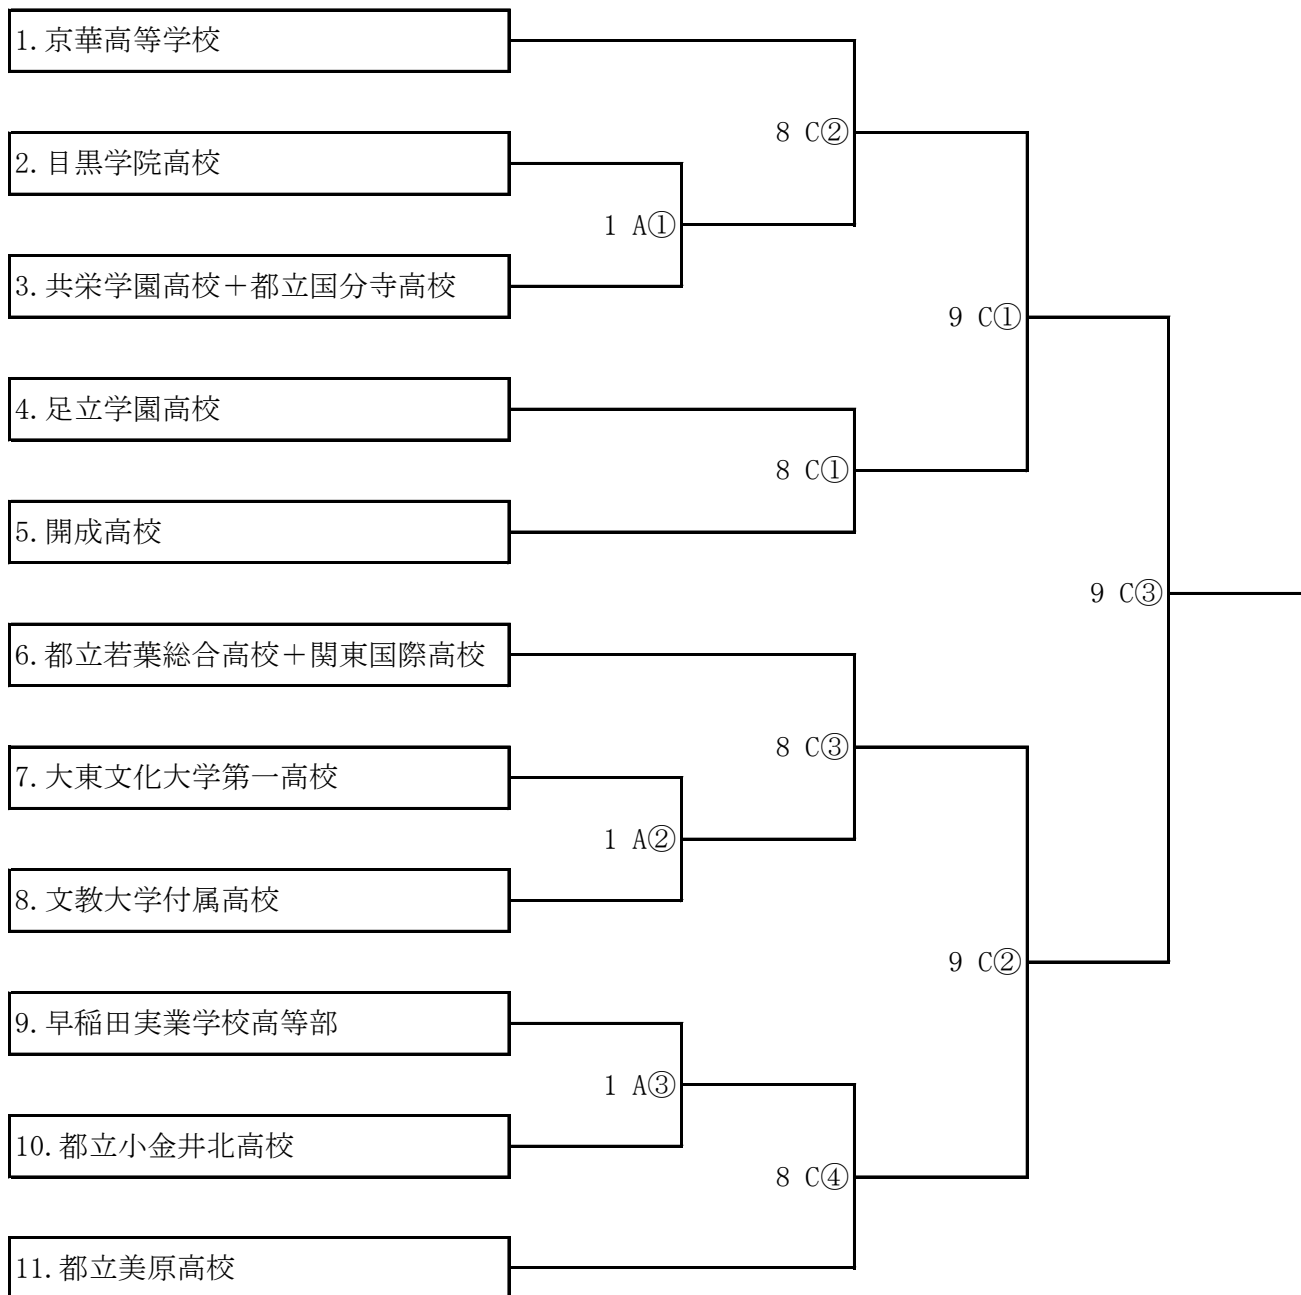 1.京華高等学校
8 C②
2.目黒学院高校
1 A①
3.共栄学園高校＋都立国分寺高校
9 C①
4.足立学園高校
8 C①
5.開成高校
9 C③
6.都立若葉総合高校＋関東国際高校
8 C③
7.大東文化大学第一高校
1 A②
8.文教大学付属高校
9 C②
9.早稲田実業学校高等部
1 A③
10.都立小金井北高校
8 C④
11.都立美原高校